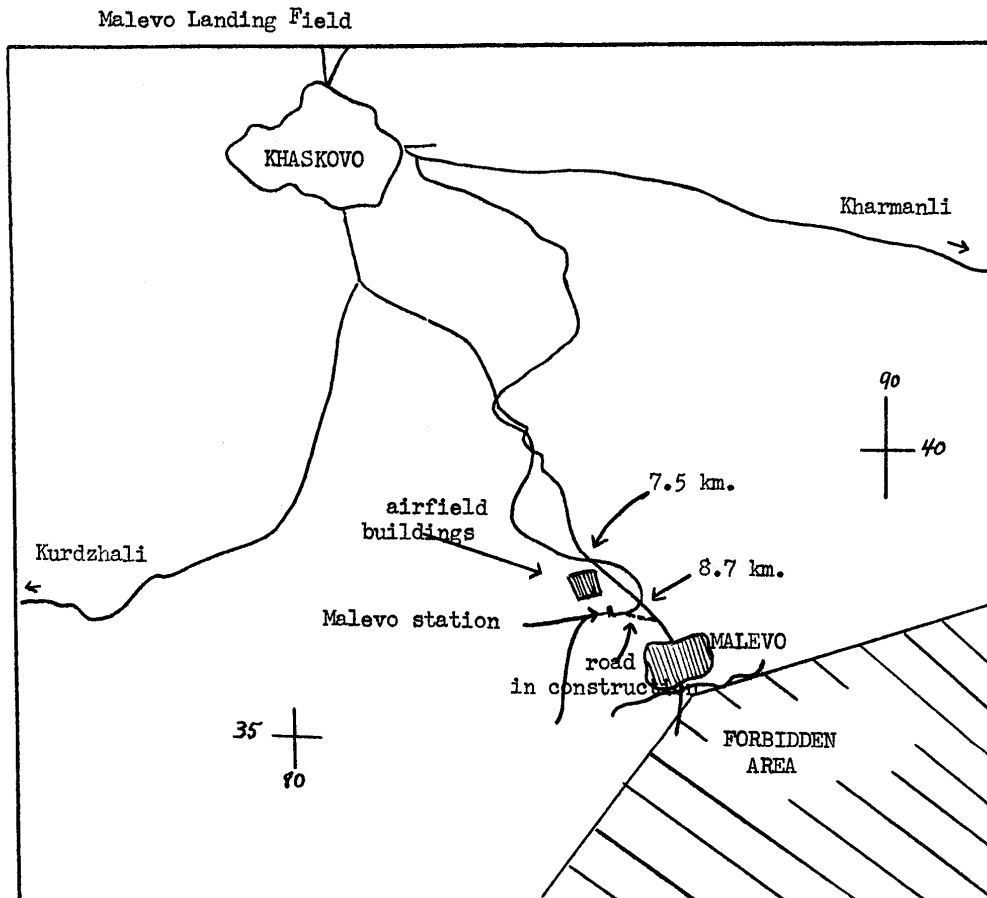 Malevo Landing Field
KHASKOVO
Kharmanli
90
40
7.5 km.
airfield
buildings
Kurdzhali
8.7 km.
Malevo station
MALEVO
road
in construction
35
90
FORBIDDEN
AREA